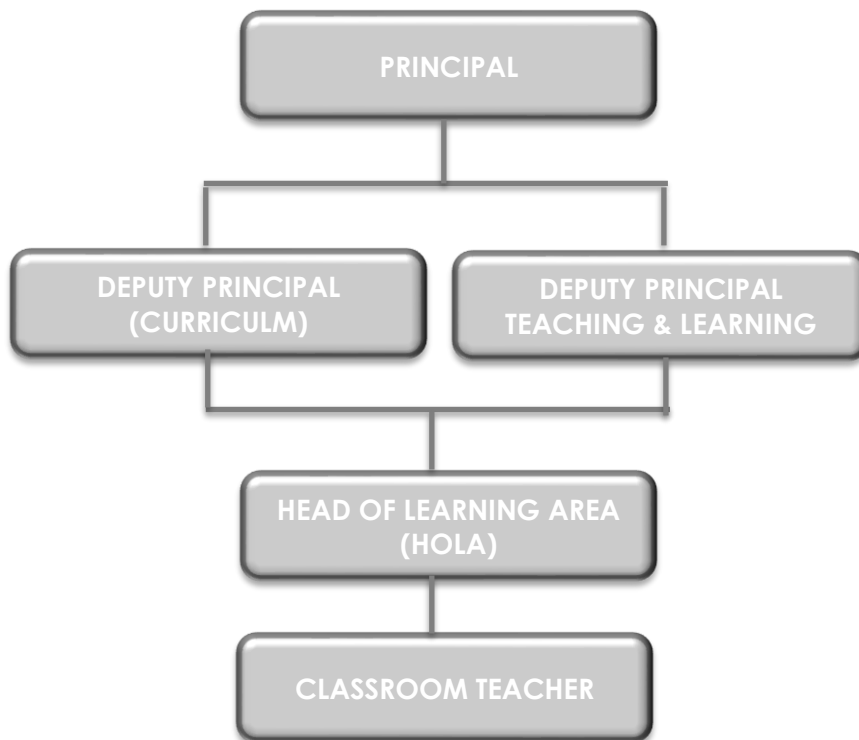 PRINCIPAL
DEPUTY PRINCIPAL
(CURRICULM)
DEPUTY PRINCIPAL
TEACHING & LEARNING
HEAD OF LEARNING AREA
(HOLA)
CLASSROOM TEACHER